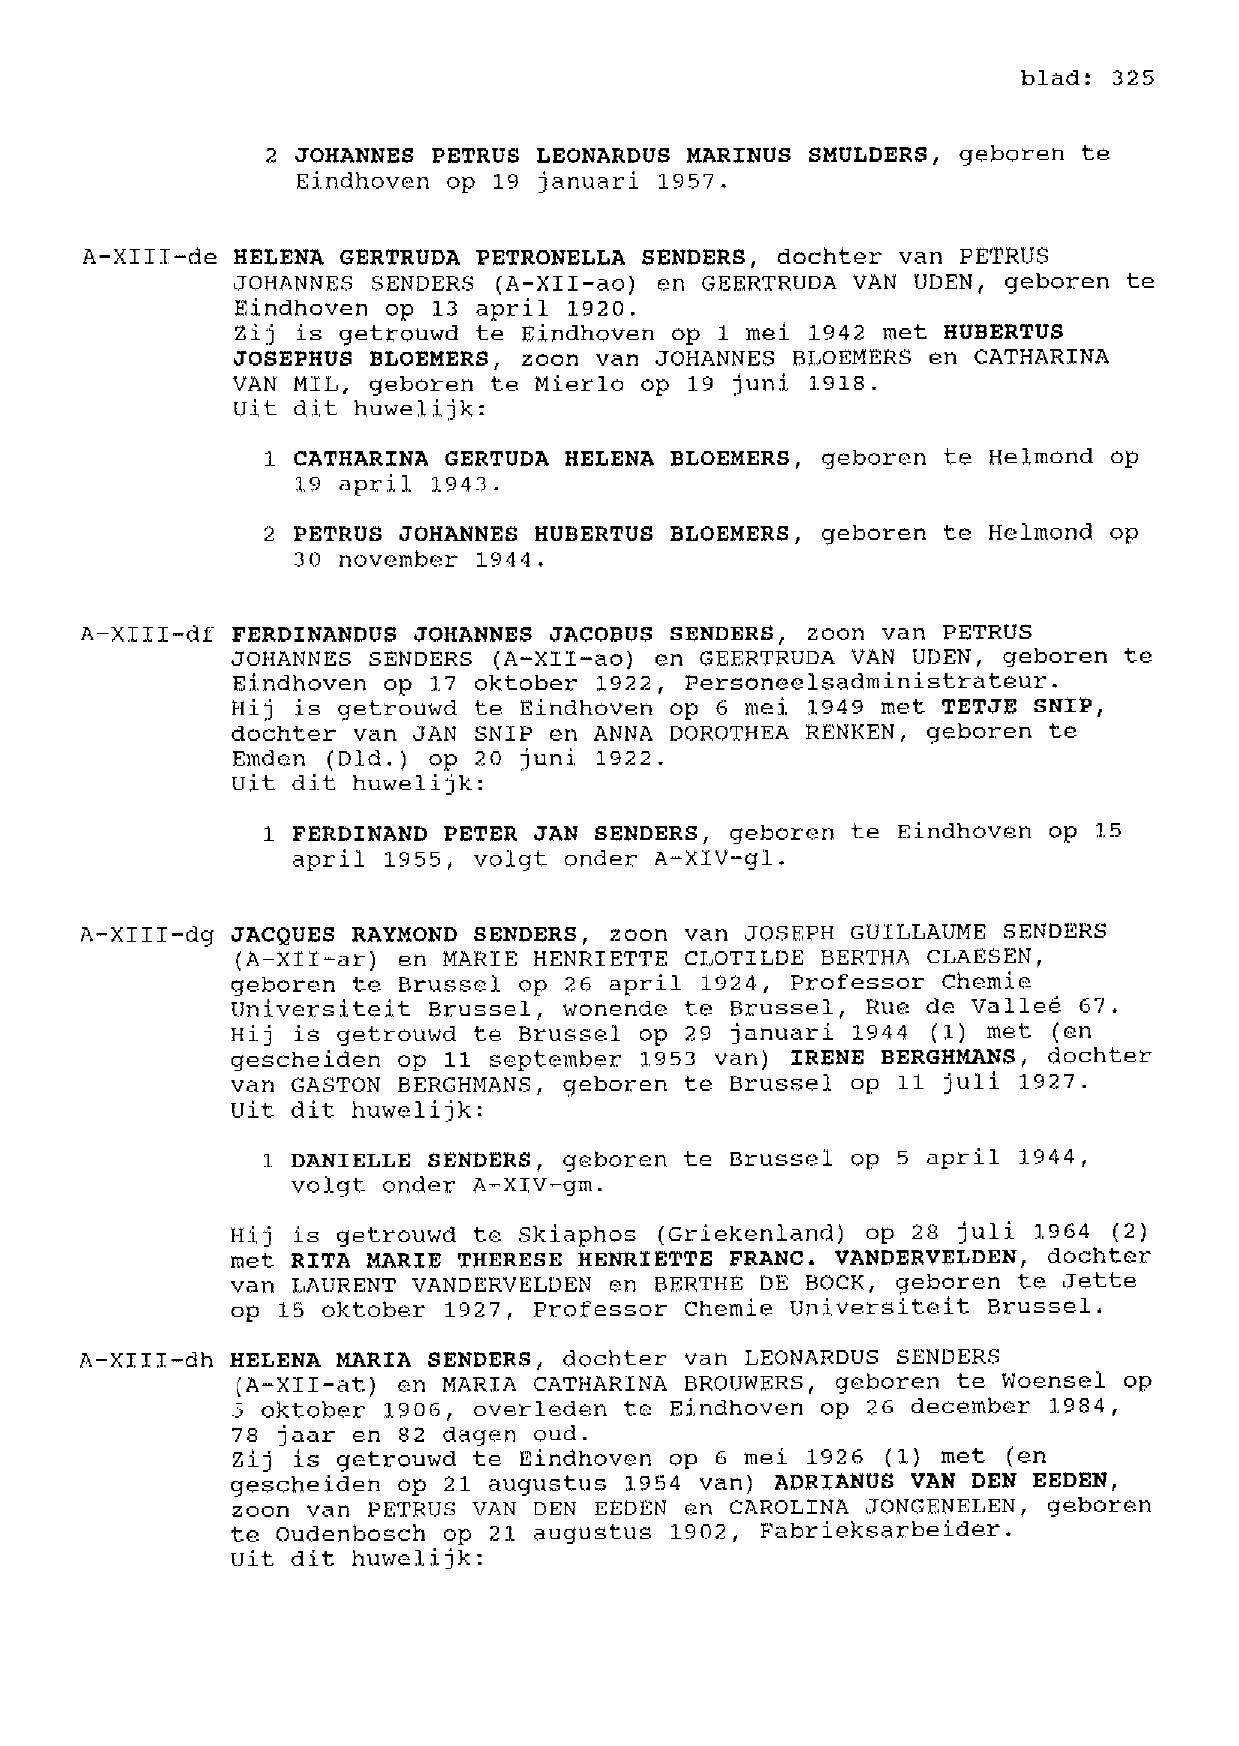 blad: 325
2 JOHANNES PETRUS LEONARDUS MARINUS SMULDERS, geboren te
Eindhoven op 19 januari 1957.
A-XIII-de HELENA GERTRUDA PETRONELLA SENDERS, dochter van PETRUS
JOHANNES SENDERS (A-XII-ao) en GEERTRUDA VAN UDEN, geboren te
Eindhoven op 13 april 1920.
Zij is getrouwd te Eindhoven op 1 mei 1942 met HUBERTUS
JOSEPHUS BLOEMERS, zoon van JOHANNES BLOEMERS en CATHARINA
VAN MIL, geboren te Mierlo op 19 juni 1918.
Uit dit huwelijk:
1 CATHARINA GERTUDA HELENA BLOEMERS, geboren te Helmond op
19 april 1943.
2 PETRUS JOHANNES HUBERTUS BLOEMERS, geboren te Helmond op
30 november 1944.
A-XIII-df FERDINANDUS JOHANNES JACOBUS SENDERS, zoon van PETRUS
JOHANNES SENDERS (A-XII-ao) en GEERTRUDA VAN UDEN, geboren te
Eindhoven op 17 oktober 1922, Personeelsadministrateur.
Hij is getrouwd te Eindhoven op 6 mei 1949 met TETJE SNIP,
dochter van JAN SNIP en ANNA DOROTHEA RENKEN, geboren te
Emden (Dld.) op 20 juni 1922.
Uit dit huwelijk:
1 FERDINAND PETER JAN SENDERS, geboren te Eindhoven op 15
april 1955, volgt onder A-XIV-gl.
A-XIII-dg JACQUES RAYMOND SENDERS, zoon van JOSEPH GUILLAUME SENDERS
(A-XII-ar) en MARIE HENRIETTE CLOTILDE BERTHA CLAESEN,
geboren te Brussel op 26 april 1924, Professor Chemie
Universiteit Brussel, wonende te Brussel, Rue de Valleé 67.
Hij is getrouwd te Brussel op 29 januari 1944 (1) met (en
gescheiden op 11 september 1953 van) IRENE BERGHMANS, dochter
van GASTON BERGHMANS, geboren te Brussel op 11 juli 1927.
Uit dit huwelijk:
1 DANIELLE SENDERS, geboren te Brussel op 5 april 1944,
volgt onder A-XIV-gm.
Hij is getrouwd te Skiaphos (Griekenland) op 28 juli 1964 (2)
met RITA MARIE THERESE HENRIETTE FRANC. VANDERVELDEN, dochter
van LAURENT VANDERVELDEN en BERTHE DE BOCK, geboren te Jette
op 15 oktober 1927, Professor Chemie Universiteit Brussel.
A-XIII-dh HELENA MARIA SENDERS, dochter van LEONARDUS SENDERS
(A-XII-at) en MARIA CATHARINA BROUWERS, geboren te Woensel op
5 oktober 1906, overleden te Eindhoven op 26 december 1984,
78 jaar en 82 dagen oud.
Zij is getrouwd te Eindhoven op 6 mei 1926 (1) met (en
gescheiden op 21 augustus 1954 van) ADRIANUS VAN DEN EEDEN,
zoon van PETRUS VAN DEN EEDEN en CAROLINA JONGENELEN, geboren
te Oudenbosch op 21 augustus 1902, Fabrieksarbeider.
Uit dit huwelijk: